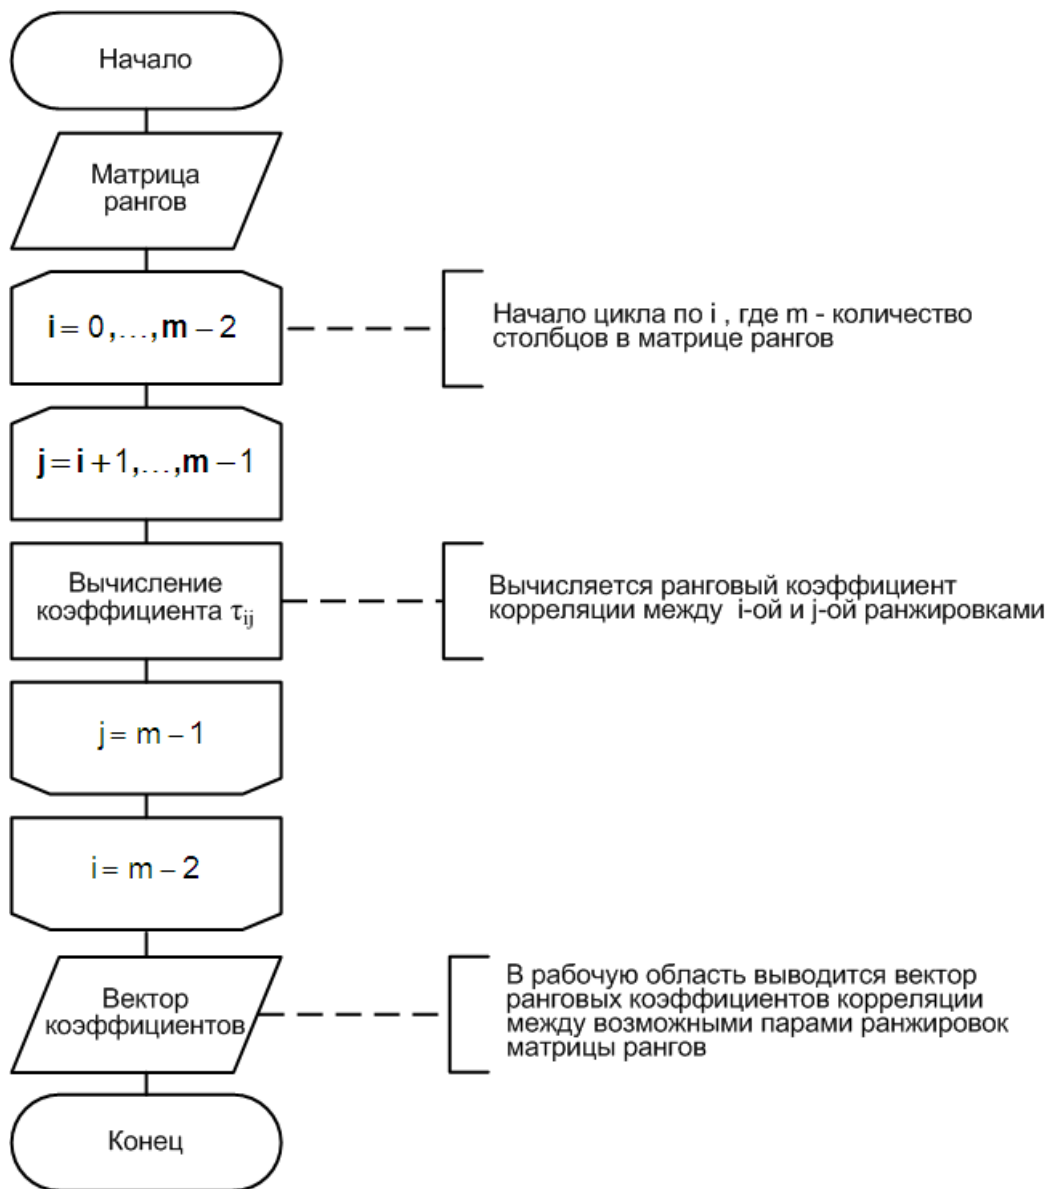 Начало
Матрица
рангов
i = 0,...,m − 2
Начало цикла по i , где m - количество
столбцов в матрице рангов
j = i + 1,...,m − 1
Вычисление
коэффициента τij
Вычисляется ранговый коэффициент
корреляции между i-ой и j-ой ранжировками
j = m − 1
i = m − 2
Вектор
коэффициентов
В рабочую область выводится вектор
ранговых коэффициентов корреляции
между возможными парами ранжировок
матрицы рангов
Конец